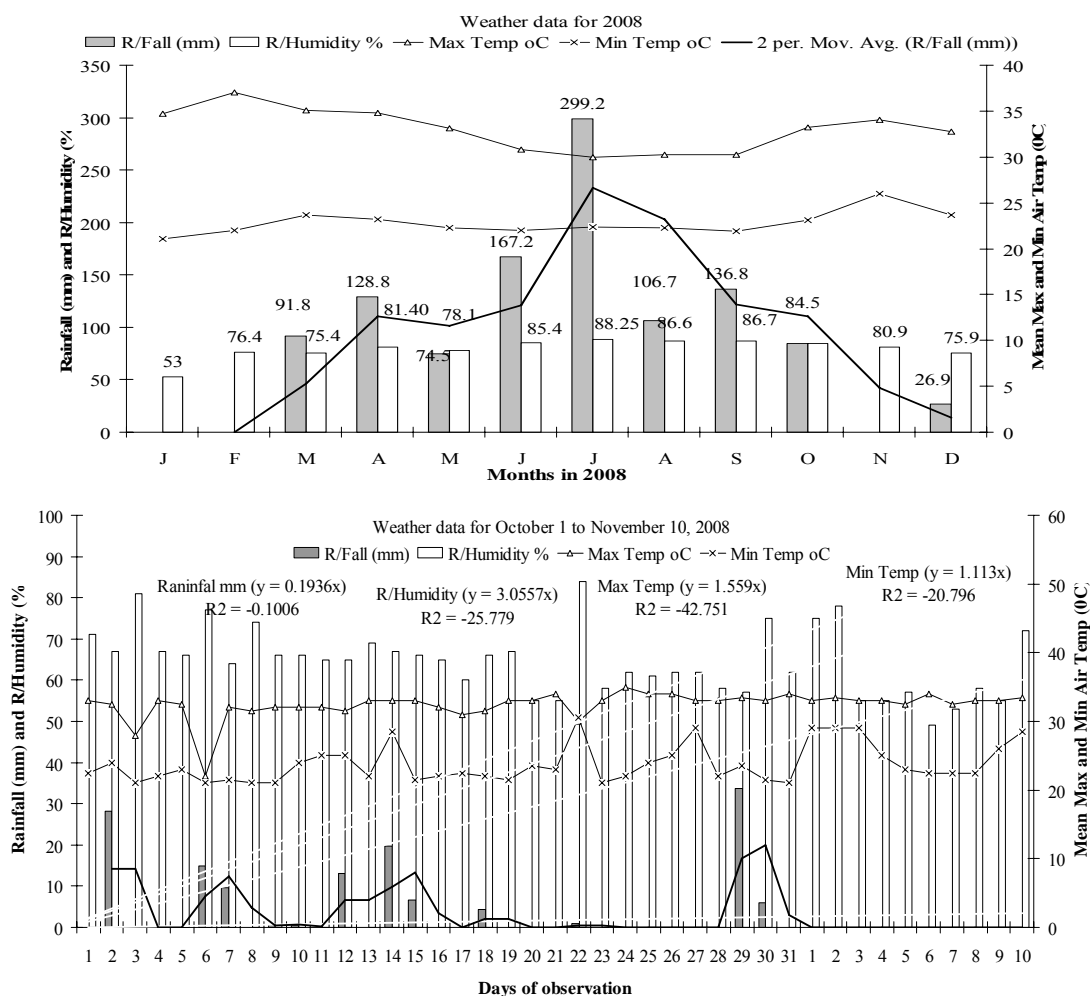 Weather data for 2008
R/Fall (mm) R/Humidity % Max Temp oC Min Temp oC 2 per. Mov. Avg. (R/Fall (mm))
Rainfall (mm) and R/Humidity (%
350
300
250
200
150
100
50
0
40
35
30
25
20
15
10
5
0
Mean Max and Min Air Temp (0C)
299.2
167.2
136.8
128.8
106.7
91.8
81.40
78.1
84.5
76.4
75.4
74.5
85.4
88.25
86.6
86.7
80.9
75.9
53
26.9
J F M A M J J A S O N D
Months in 2008
Weather data for October 1 to November 10, 2008
R/Fall (mm) R/Humidity % Max Temp oC Min Temp oC
Raninfal mm (y = 0.1936x)
R2 = -0.1006
R/Humidity (y = 3.0557x)
R2 = -25.779
Max Temp (y = 1.559x)
R2 = -42.751
Min Temp (y = 1.113x)
R2 = -20.796
Rainfall (mm) and R/Humidity (%
100
90
80
70
60
50
40
30
20
10
0
60
50
40
30
20
10
0
Mean Max and Min Air Temp (0C
1 2 3 4 5 6 7 8 9 10 11 12 13 14 15 16 17 18 19 20 21 22 23 24 25 26 27 28 29 30 31 1 2 3 4 5 6 7 8 9 10
Days of observation